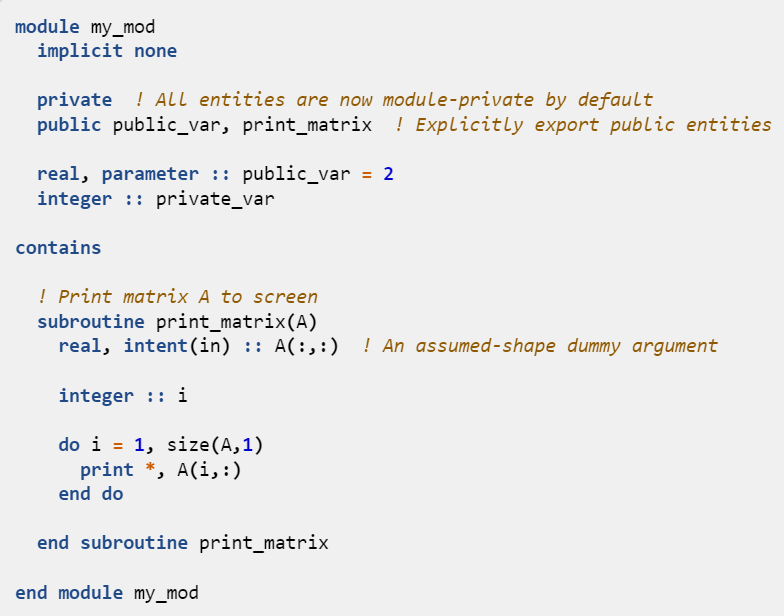 module my_mod
  implicit none

  private  ! All entities are now module-private by default
  public public_var, print_matrix  ! Explicitly export public entities

  real, parameter :: public_var = 2
  integer :: private_var

contains

  ! Print matrix A to screen
  subroutine print_matrix(A)
    real, intent(in) :: A(:,:)  ! An assumed-shape dummy argument

    integer :: i

    do i = 1, size(A,1)
      print *, A(i,:)
    end do

  end subroutine print_matrix

end module my_mod